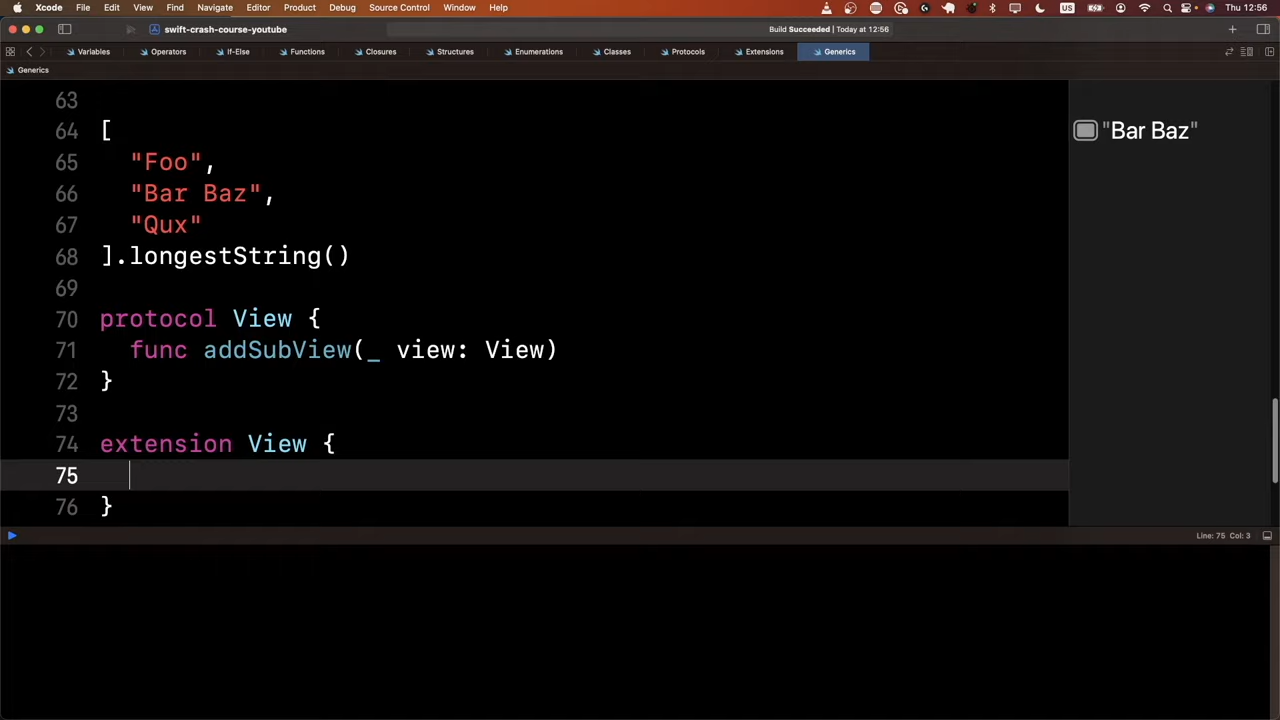 Xcode File Edit View Find Navigate Editor Product Debug Source Control Window Help US Thu 12:56
swift-crash-course-youtube Build Succeeded | Today at 12:56
Variables Operators If-Else Functions Closures Structures Enumerations Classes Protocols Extensions Generics
Generics
63
64 [ "Bar Baz"
65 "Foo",
66 "Bar Baz",
67 "Qux"
68 ].longestString()
69
70 protocol View {
71 func addSubView(_ view: View)
72 }
73
74 extension View {
75
76 }
Line: 75 Col: 3